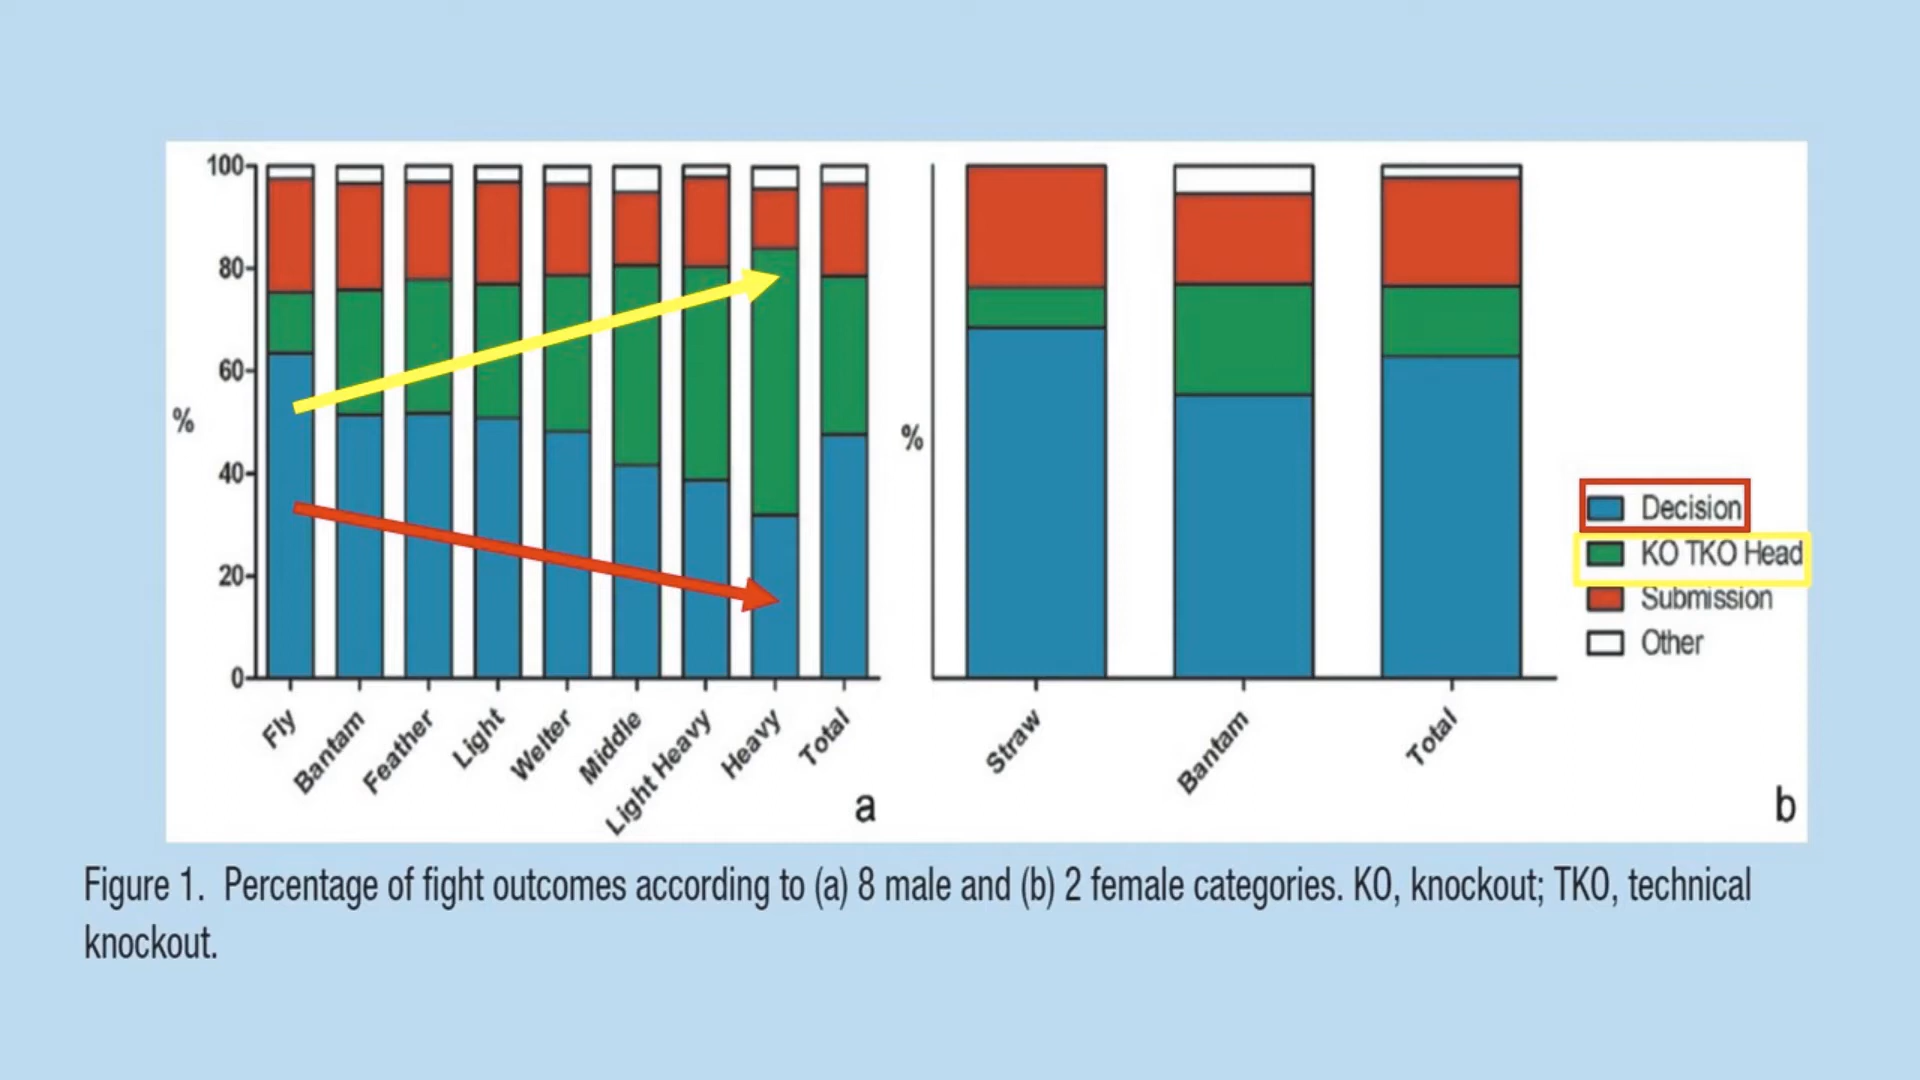 100
80
60
%
40
20
0
Fly
Bantam
Feather
Light
Welter
Middle
Light Heavy
Heavy
Total
a
%
Straw
Bantam
Total
b
Decision
KO TKO Head
Submission
Other
Figure 1. Percentage of fight outcomes according to (a) 8 male and (b) 2 female categories. KO, knockout; TKO, technical
knockout.